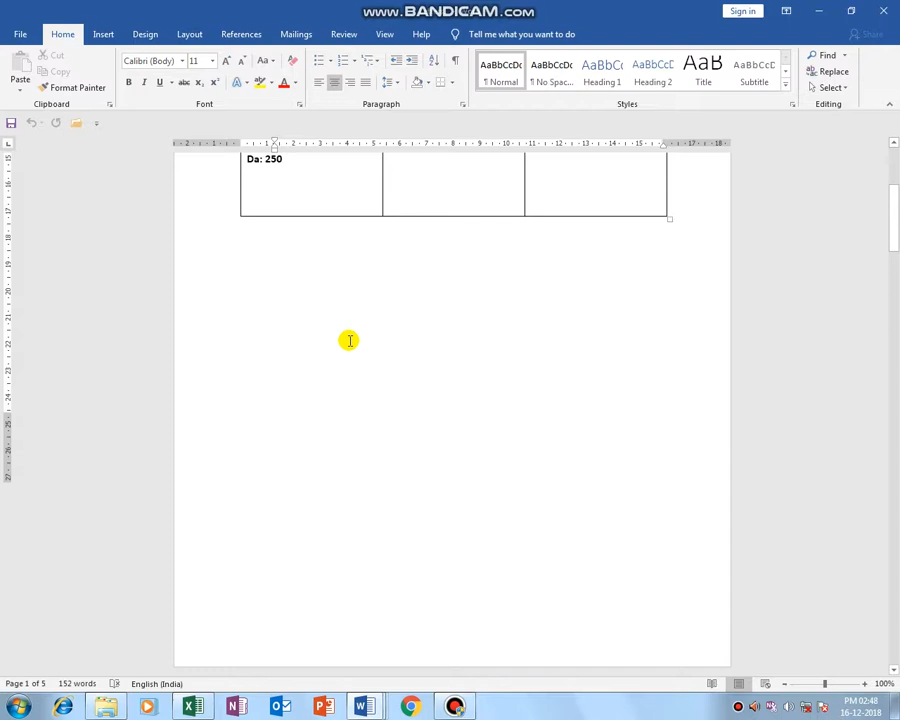 www.BANDICAM.com
Sign in
File Home Insert Design Layout References Mailings Review View Help Tell me what you want to do Share
Paste
Cut
Copy
Format Painter
Clipboard
Calibri (Body) 11
Font
Paragraph
AaBbCcDc ¶ Normal
AaBbCcDc ¶ No Spac...
AaBbCc Heading 1
AaBbCcC Heading 2
AaB Title
AaBbCcD Subtitle
Styles
Find
Replace
Select
Editing
Da: 250
Page 1 of 5 152 words English (India) 100%
PM 02:48
16-12-2018